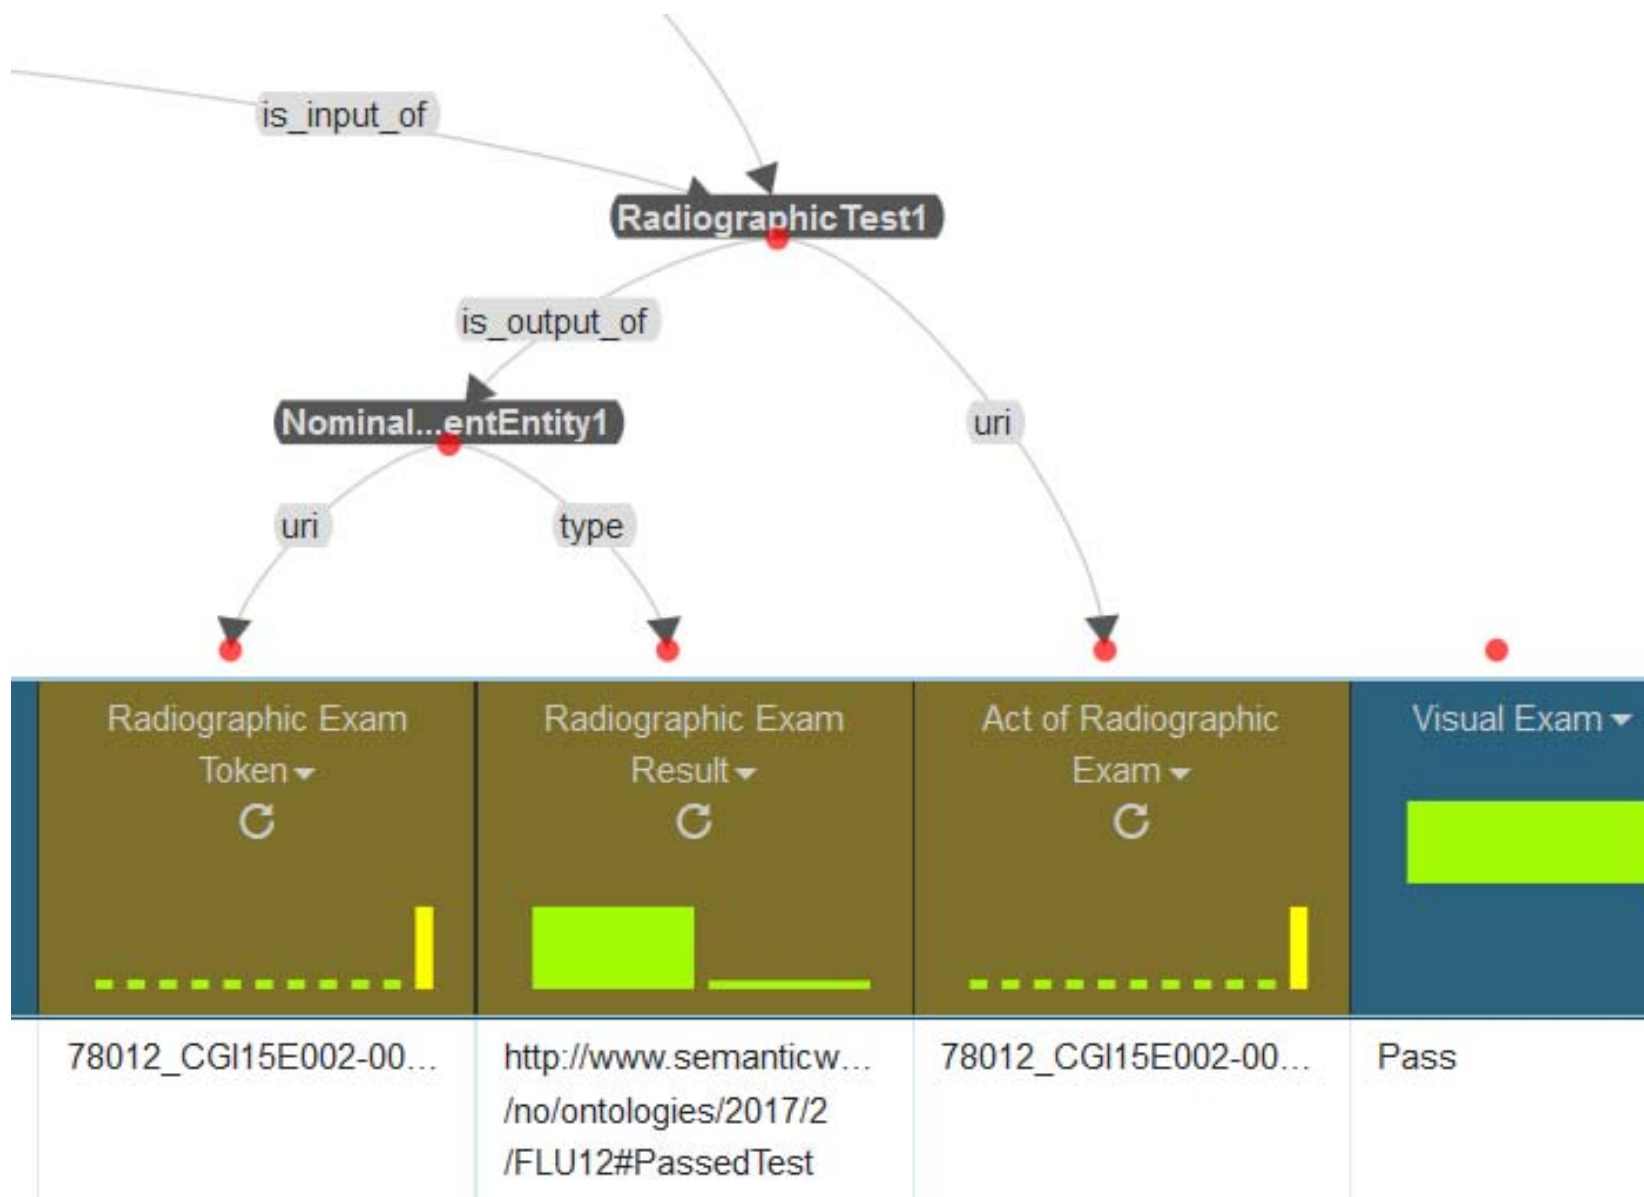 is_input_of
RadiographicTest1
is_output_of
Nominal...entEntity1
uri
uri
type
Radiographic Exam
Token
Radiographic Exam
Result
Act of Radiographic
Exam
Visual Exam
78012_CGI15E002-00...
http://www.semanticw...
/no/ontologies/2017/2
/FLU12#PassedTest
78012_CGI15E002-00...
Pass